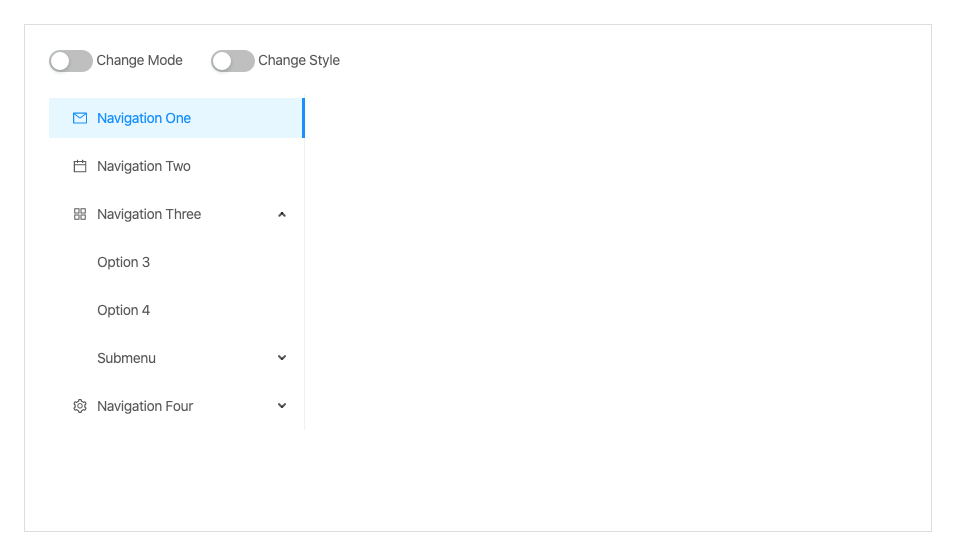 Change Mode Change Style
Navigation One
Navigation Two
Navigation Three
Option 3
Option 4
Submenu
Navigation Four